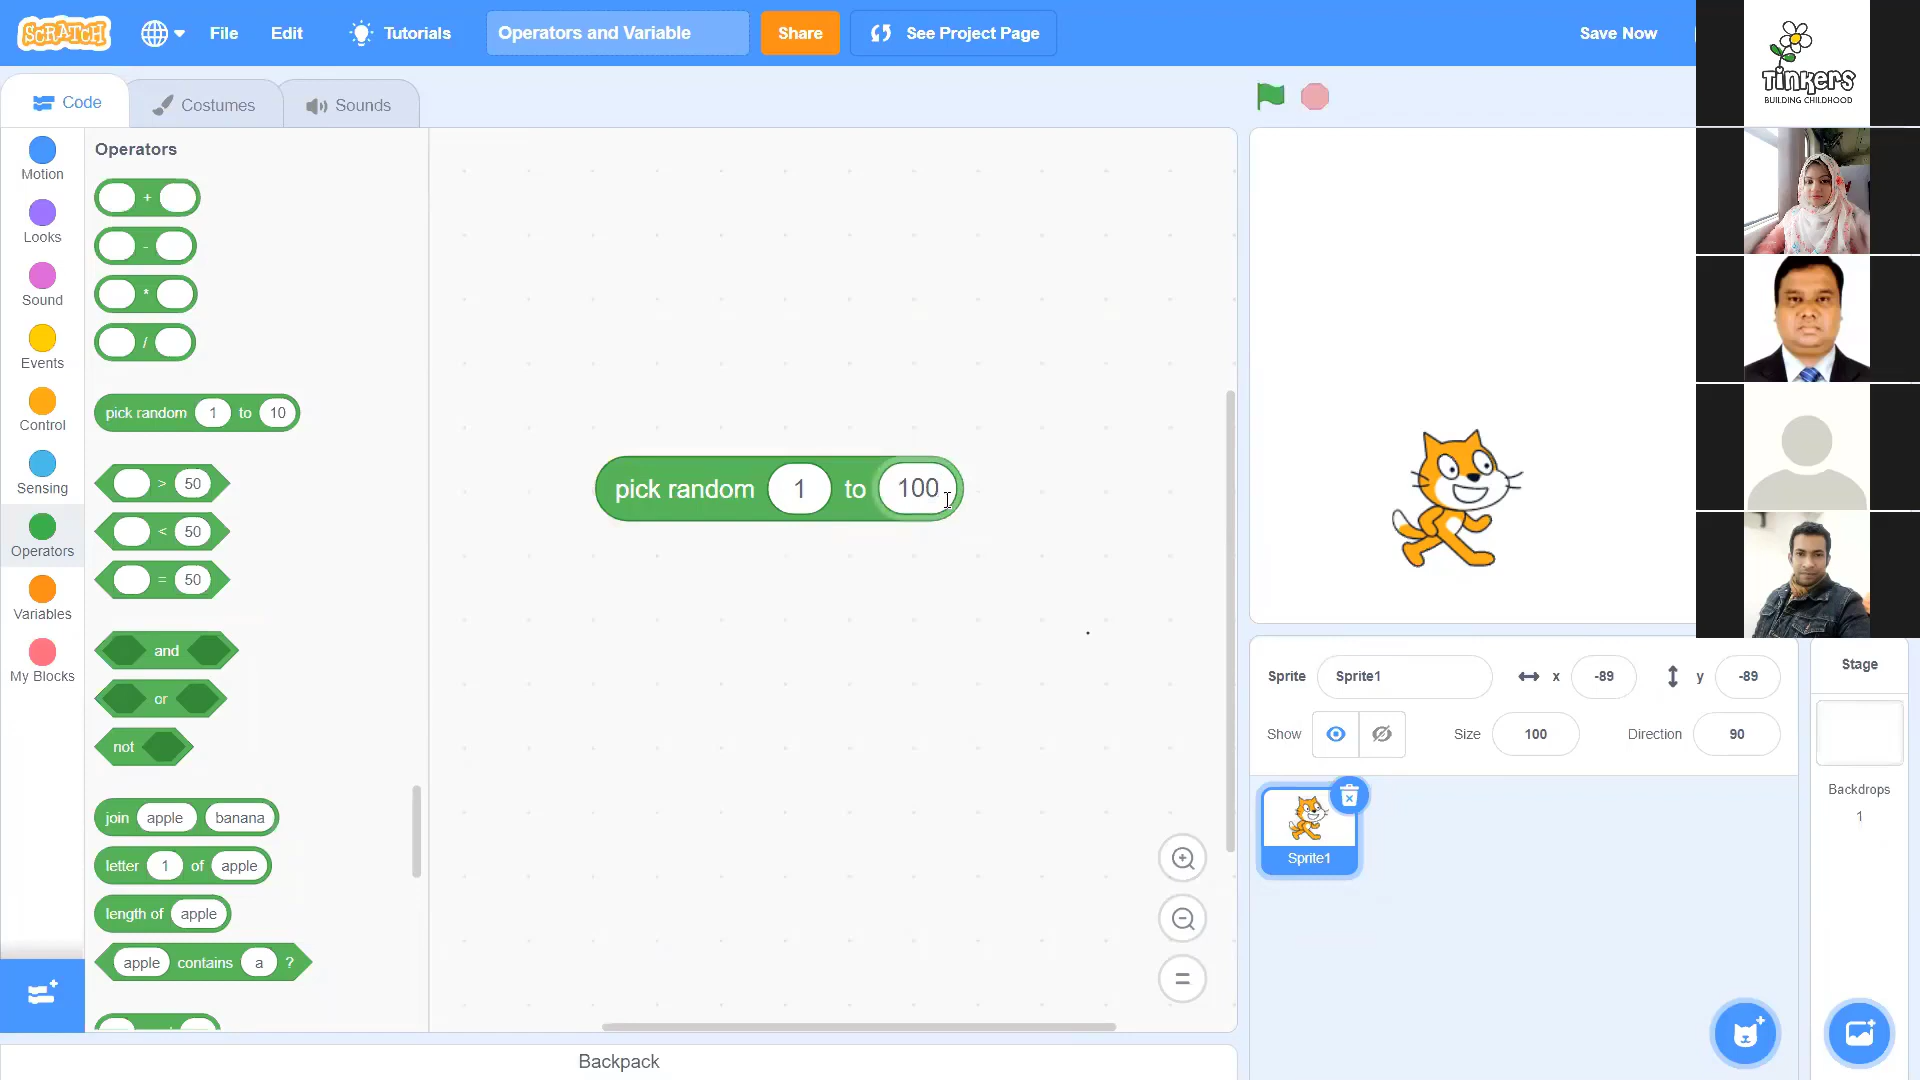 SCRATCH
File
Edit
Tutorials
Operators and Variable
Share
See Project Page
Save Now
Tinkers
BUILDING CHILDHOOD
Code
Costumes
Sounds
Motion
Looks
Sound
Events
Control
Sensing
Operators
Variables
My Blocks
Operators
+
-
*
/
pick random 1 to 10
> 50
< 50
= 50
and
or
not
join apple banana
letter 1 of apple
length of apple
apple contains a ?
pick random 1 to 100
Sprite Sprite1 x -89 y -89
Show Size 100 Direction 90
Sprite1
Stage
Backdrops
1
Backpack